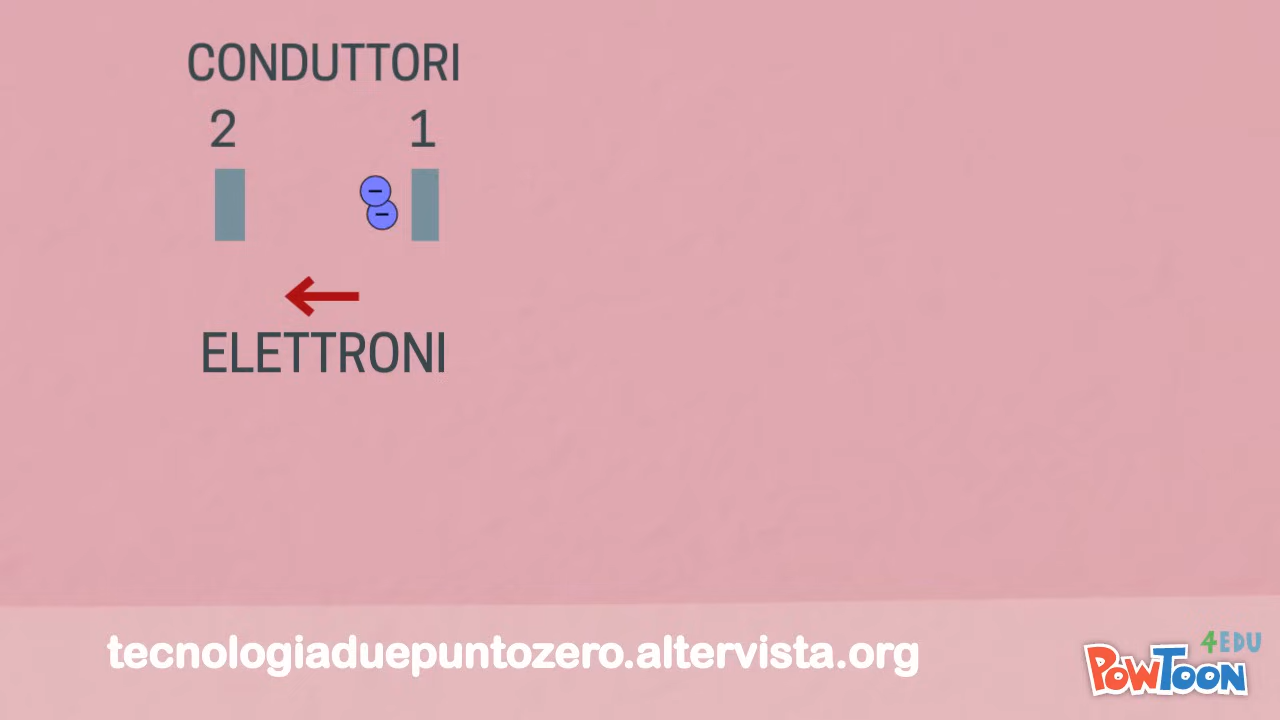 CONDUTTORI
2 1
− −
ELETTRONI
tecnologiaduepuntozero.altervista.org
4EDU
POWTOON